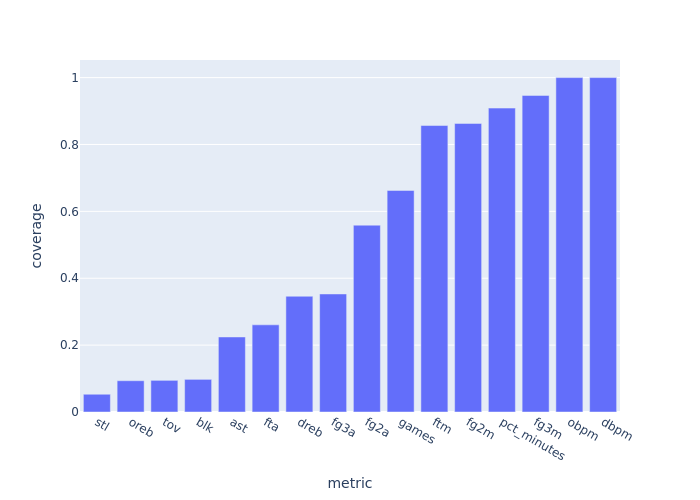 1
0.8
0.6
0.4
0.2
0
coverage
stl
oreb
tov
blk
ast
fta
dreb
fg3a
fg2a
games
ftm
fg2m
pct_minutes
fg3m
obpm
dbpm
metric